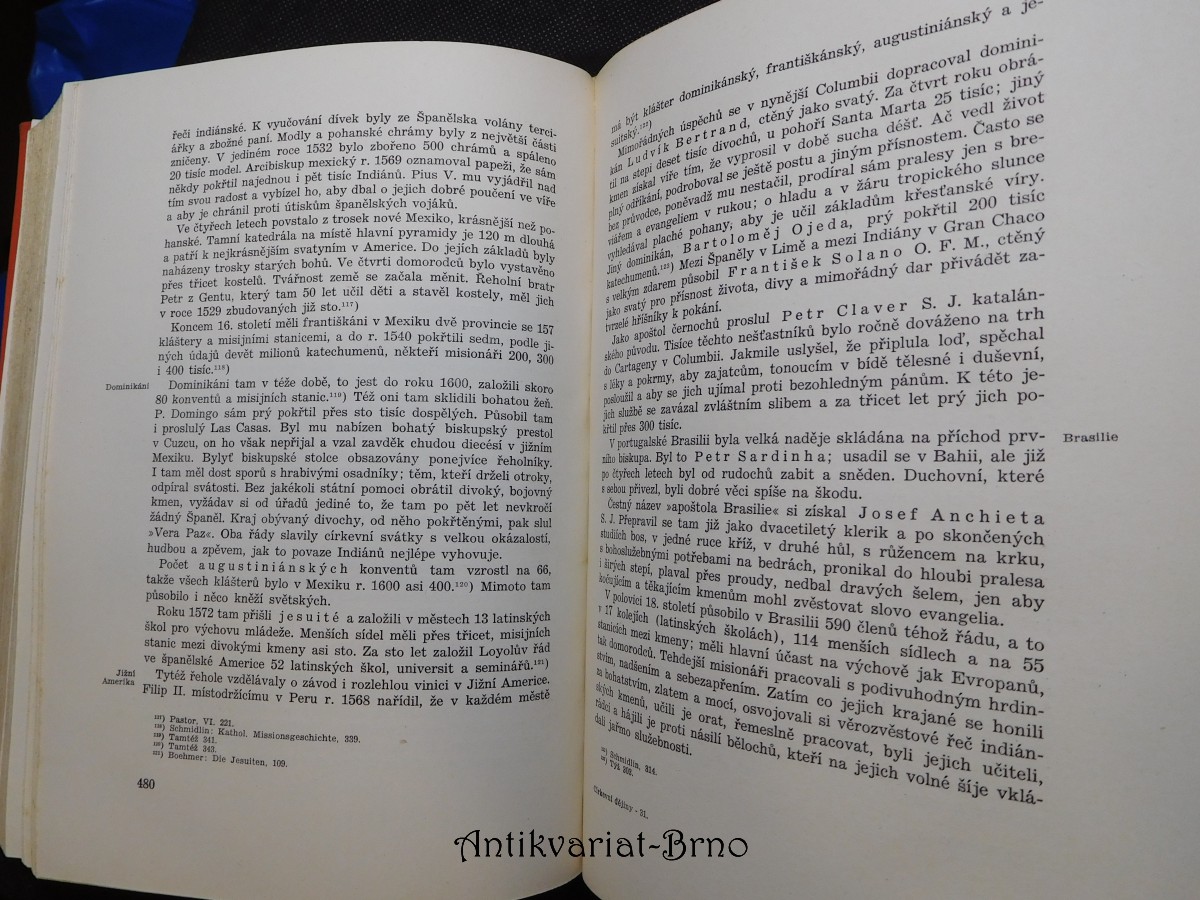 řeči indiánské. K vyučování dívek byly ze Španělska volány terci-
ářky a zbožné paní. Modly a pohanské chrámy byly z největší části
zničeny. V jediném roce 1532 bylo zbořeno 500 chrámů a spáleno
20 tisíc model. Arcibiskup mexický r. 1569 oznamoval papeži, že sám
někdy pokřtil najednou i pět tisíc Indiánů. Pius V. mu vyjádřil nad
tím svou radost a vybízel ho, aby dbal o jejich dobré poučení ve víře
a aby je chránil proti útiskům španělských vojáků.
Ve čtyřech letech povstalo z trosek nové Mexiko, krásnější než po-
hanské. Tamní katedrála na místě hlavní pyramidy je 120 m dlouhá
a patří k nejkrásnějším svatyním v Americe. Do jejích základů byly
naházeny trosky starých bohů. Ve čtvrti domorodců bylo vystavěno
přes třicet kostelů. Tvářnost země se začala měnit. Řeholní bratr
Petr z Gentu, který tam 50 let učil děti a stavěl kostely, měl jich
v roce 1529 zbudovaných již sto.¹¹⁷)
Koncem 16. století měli františkáni v Mexiku dvě provincie se 157
kláštery a misijními stanicemi, a do r. 1540 pokřtili sedm, podle ji-
ných údajů devět milionů katechumenů, někteří misionáři 200, 300
i 400 tisíc.¹¹⁸)
Dominikáni
Dominikáni tam v téže době, to jest do roku 1600, založili skoro
80 konventů a misijních stanic.¹¹⁹) Též oni tam sklidili bohatou žeň.
P. Domingo sám prý pokřtil přes sto tisíc dospělých. Působil tam
i proslulý Las Casas. Byl mu nabízen bohatý biskupský prestol
v Cuzcu, on ho však nepřijal a vzal zavděk chudou diecésí v jižním
Mexiku. Bylyť biskupské stolce obsazovány ponejvíce řeholníky.
I tam měl dost sporů s hrabivými osadníky; těm, kteří drželi otroky,
odpíral svátosti. Bez jakékoli státní pomoci obrátil divoký, bojovný
kmen, vyžádav si od úřadů jediné to, že tam po pět let nevkročí
žádný Španěl. Kraj obývaný divochy, od něho pokřtěnými, pak slul
»Vera Paz«. Oba řády slavily církevní svátky s velkou okázalostí,
hudbou a zpěvem, jak to povaze Indiánů nejlépe vyhovuje.
Počet augustiniánských konventů tam vzrostl na 66,
takže všech klášterů bylo v Mexiku r. 1600 asi 400.¹²⁰) Mimoto tam
působilo i něco kněží světských.
Roku 1572 tam přišli jesuité a založili v městech 13 latinských
škol pro výchovu mládeže. Menších sídel měli přes třicet, misijních
stanic mezi divokými kmeny asi sto. Za sto let založil Loyolův řád
ve španělské Americe 52 latinských škol, universit a seminářů.¹²¹)
Jižní
Amerika
Tytéž řehole vzdělávaly o závod i rozlehlou vinici v Jižní Americe.
Filip II. místodržícímu v Peru r. 1568 nařídil, že v každém městě
¹¹⁷) Pastor, VI. 221.
¹¹⁸) Schmidlin: Kathol. Missionsgeschichte, 339.
¹¹⁹) Tamtéž 341.
¹²⁰) Tamtéž 343.
¹²¹) Boehmer: Die Jesuiten, 109.
480
má být klášter dominikánský, františkánský, augustiniánský a je-
suitský.¹²²)
Mimořádných úspěchů se v nynější Columbii dopracoval domini-
kán Ludvík Bertrand, ctěný jako svatý. Za čtvrt roku obrá-
til na stepi deset tisíc divochů, u pohoří Santa Marta 25 tisíc; jiný
kmen získal víře tím, že vyprosil v době sucha déšť. Ač vedl život
plný odříkání, podroboval se ještě postu a jiným přísnostem. Často se
bez průvodce, poněvadž mu nestačil, prodíral sám pralesy jen s bre-
viářem a evangeliem v rukou; o hladu a v žáru tropického slunce
vyhledával plaché pohany, aby je učil základům křesťanské víry.
Jiný dominikán, Bartoloměj Ojeda, prý pokřtil 200 tisíc
katechumenů.¹²³) Mezi Španěly v Limě a mezi Indiány v Gran Chaco
s velkým zdarem působil František Solano O. F. M., ctěný
jako svatý pro přísnost života, divy a mimořádný dar přivádět za-
tvrzelé hříšníky k pokání.
Jako apoštol černochů proslul Petr Claver S. J. katalán-
ského původu. Tisíce těchto nešťastníků bylo ročně dováženo na trh
do Cartageny v Columbii. Jakmile uslyšel, že připlula loď, spěchal
s léky a pokrmy, aby zajatcům, tonoucím v bídě tělesné i duševní,
posloužil a aby se jich ujímal proti bezohledným pánům. K této je-
jich službě se zavázal zvláštním slibem a za třicet let prý jich po-
křtil přes 300 tisíc.
V portugalské Brasilii byla velká naděje skládána na příchod prv-
ního biskupa. Byl to Petr Sardinha; usadil se v Bahii, ale již
po čtyřech letech byl od rudochů zabit a sněden. Duchovní, které
s sebou přivezl, byli dobré věci spíše na škodu.
Brasilie
Čestný název »apoštola Brasilie« si získal Josef Anchieta
S. J. Přepravil se tam již jako dvacetiletý klerik a po skončených
studiích bos, v jedné ruce kříž, v druhé hůl, s růžencem na krku,
s bohoslužebnými potřebami na bedrách, pronikal do hloubi pralesa
i širých stepí, plaval přes proudy, nedbal dravých šelem, jen aby
kočujícím a těkajícím kmenům mohl zvěstovat slovo evangelia.
V polovici 18. století působilo v Brasilii 590 členů téhož řádu, a to
v 17 kolejích (latinských školách), 114 menších sídlech a na 55
stanicích mezi kmeny; měli hlavní účast na výchově jak Evropanů,
tak domorodců. Tehdejší misionáři pracovali s podivuhodným hrdin-
stvím, nadšením a sebezapřením. Zatím co jejich krajané se honili
za bohatstvím, zlatem a mocí, osvojovali si věrozvěstové řeč indián-
ských kmenů, učili je orat, řemeslně pracovat, byli jejich učiteli,
rádci a hájili je proti násilí bělochů, kteří na jejich volné šíje vklá-
dali jařmo služebnosti.
¹²²) Schmidlin, 314.
¹²³) Týž 309.
Církevní dějiny - 31.
Antikvariat-Brno